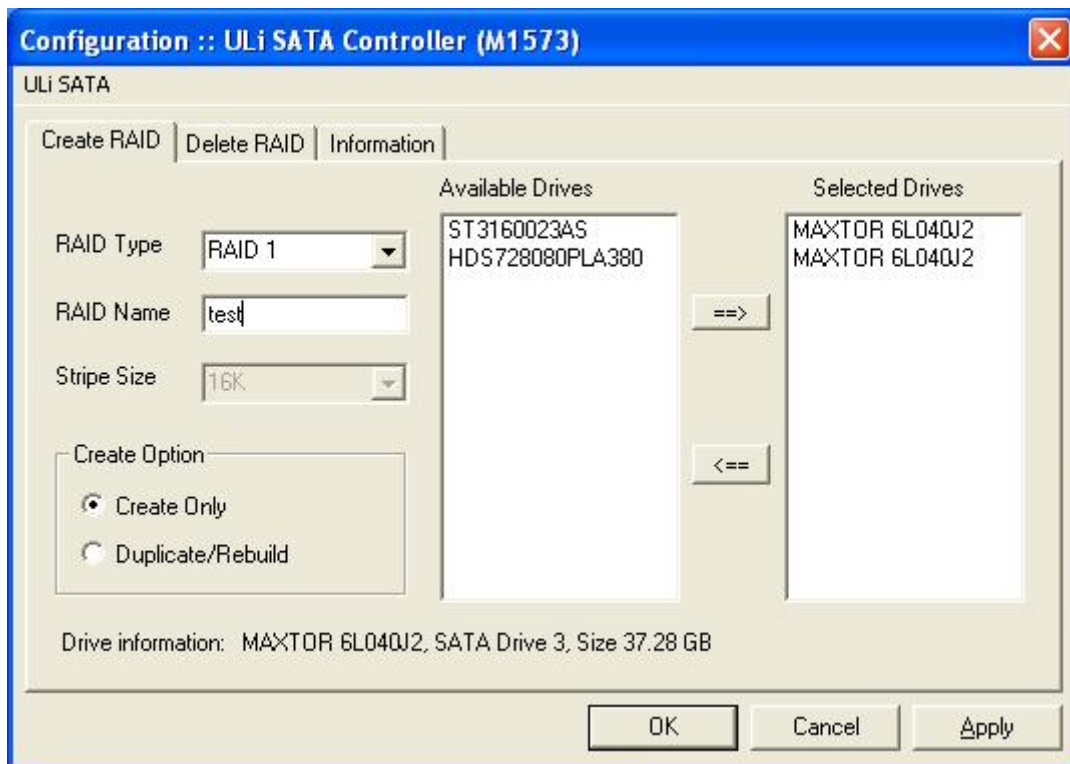 Configuration :: ULi SATA Controller (M1573)
ULi SATA
Create RAID
Delete RAID
Information
Available Drives
Selected Drives
RAID Type
RAID 1
ST3160023AS
HDS728080PLA380
MAXTOR 6L040J2
MAXTOR 6L040J2
RAID Name
test
==>
Stripe Size
16K
Create Option
Create Only
Duplicate/Rebuild
<==
Drive information: MAXTOR 6L040J2, SATA Drive 3, Size 37.28 GB
OK
Cancel
Apply